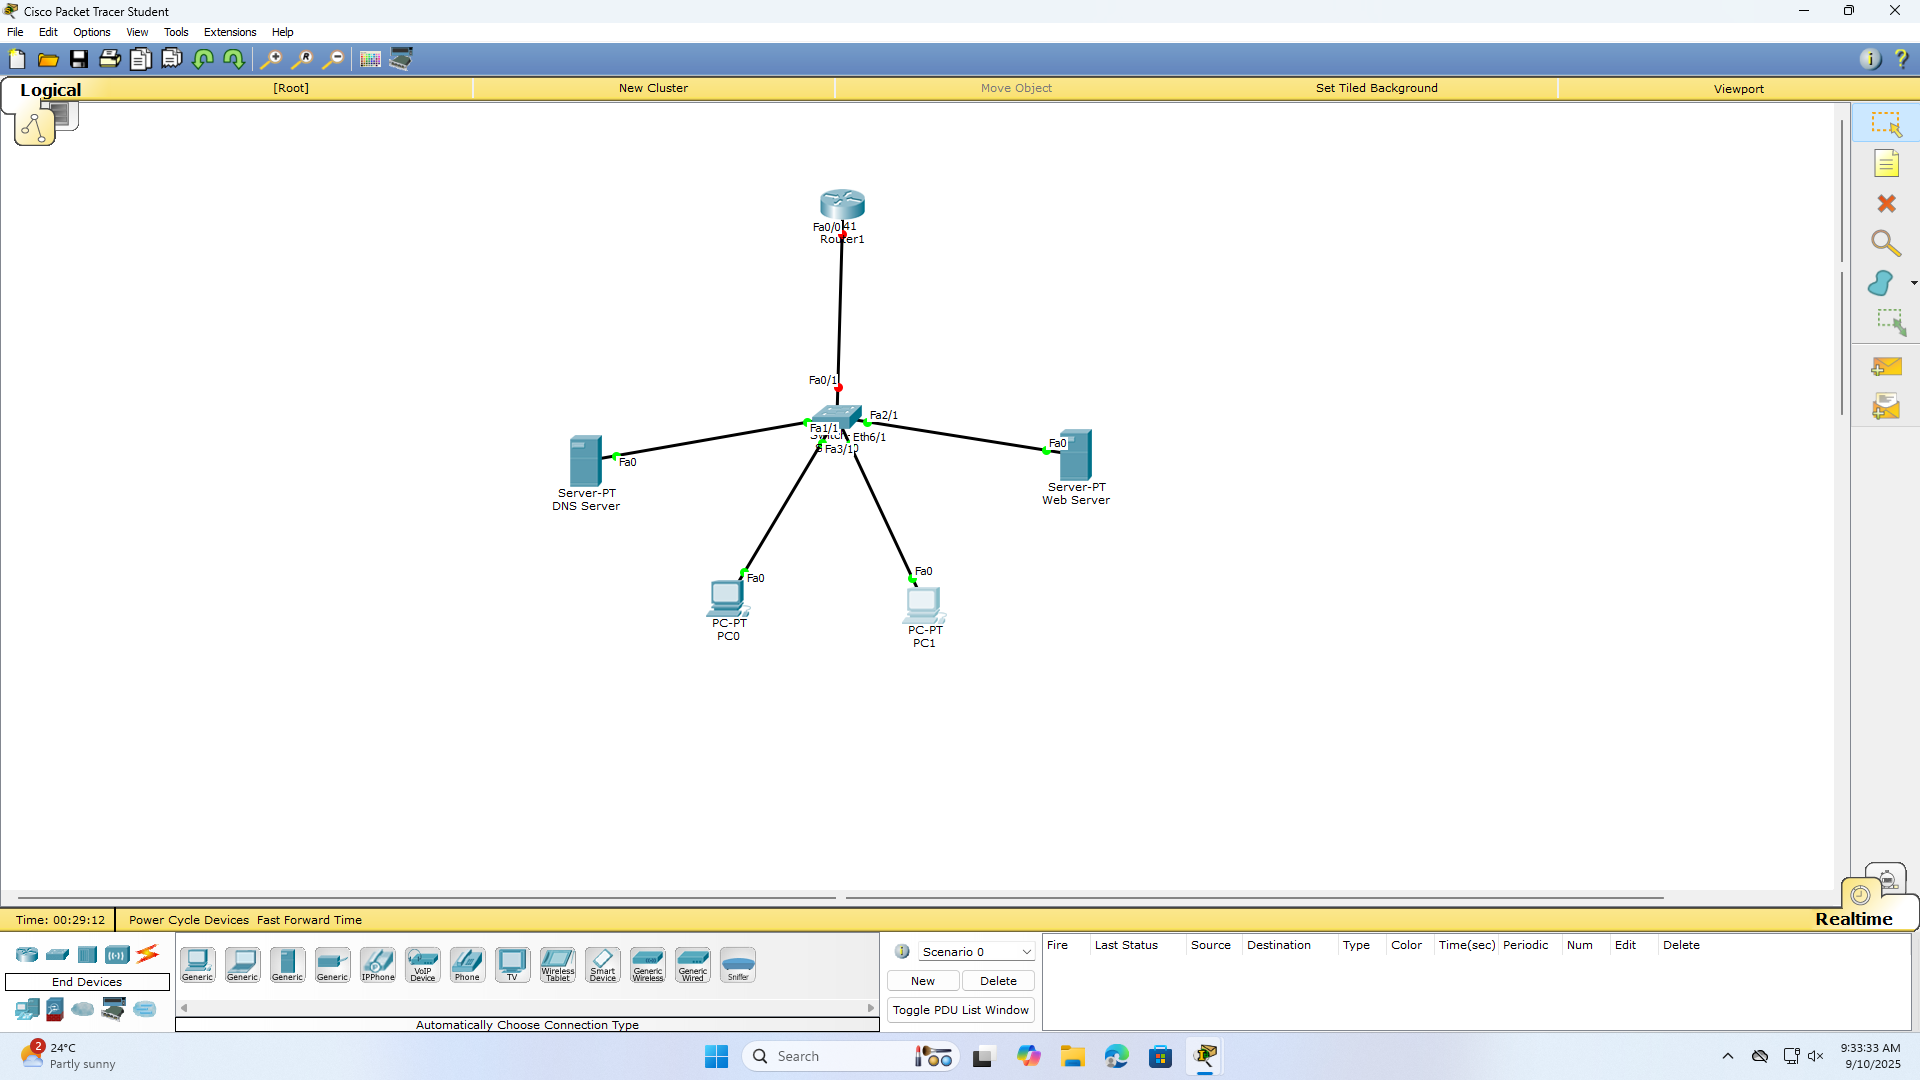 Cisco Packet Tracer Student
File Edit Options View Tools Extensions Help
Logical [Root] New Cluster Move Object Set Tiled Background Viewport
Fa0/0
41
Router1
Fa0/1
Fa2/1
Fa1/1
Eth6/1
Fa3/1
Fa0
Server-PT
DNS Server
Fa0
Server-PT
Web Server
Fa0
PC-PT
PC0
Fa0
PC-PT
PC1
Realtime
Time: 00:29:12 Power Cycle Devices Fast Forward Time
End Devices
Generic Generic Generic Generic IPPhone VoIP Device Phone TV Wireless Tablet Smart Device Generic Wireless Generic Wired Sniffer
Automatically Choose Connection Type
Scenario 0
New Delete
Toggle PDU List Window
Fire Last Status Source Destination Type Color Time(sec) Periodic Num Edit Delete
2
24°C
Partly sunny
Search
9:33:33 AM
9/10/2025